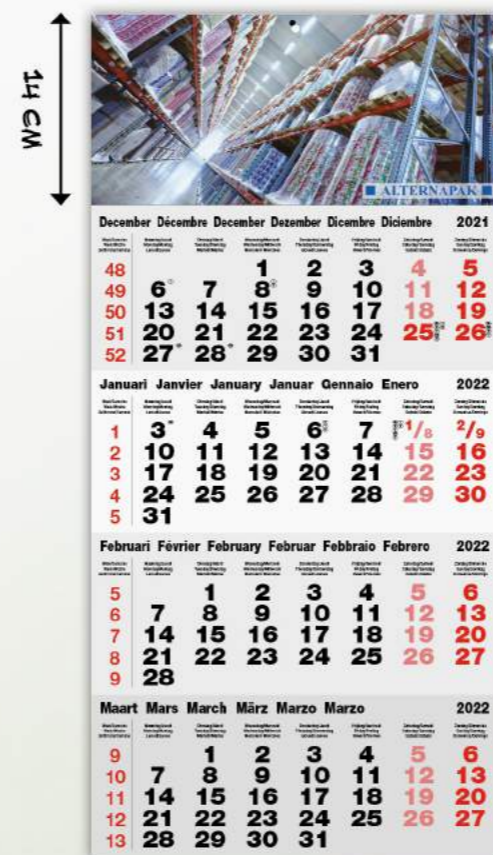 14 CM
ALTERNAPAK
December Décembre December Dezember Dicembre Diciembre 2021
48 1 2 3 4 5
49 6 7 8 9 10 11 12
50 13 14 15 16 17 18 19
51 20 21 22 23 24 25 26
52 27 28 29 30 31
Januari Janvier January Januar Gennaio Enero 2022
1 3 4 5 6 7 1/8 2/9
2 10 11 12 13 14 15 16
3 17 18 19 20 21 22 23
4 24 25 26 27 28 29 30
5 31
Februari Février February Februar Febbraio Febrero 2022
5 1 2 3 4 5 6
6 7 8 9 10 11 12 13
7 14 15 16 17 18 19 20
8 21 22 23 24 25 26 27
9 28
Maart Mars March März Marzo Marzo 2022
9 1 2 3 4 5 6
10 7 8 9 10 11 12 13
11 14 15 16 17 18 19 20
12 21 22 23 24 25 26 27
13 28 29 30 31